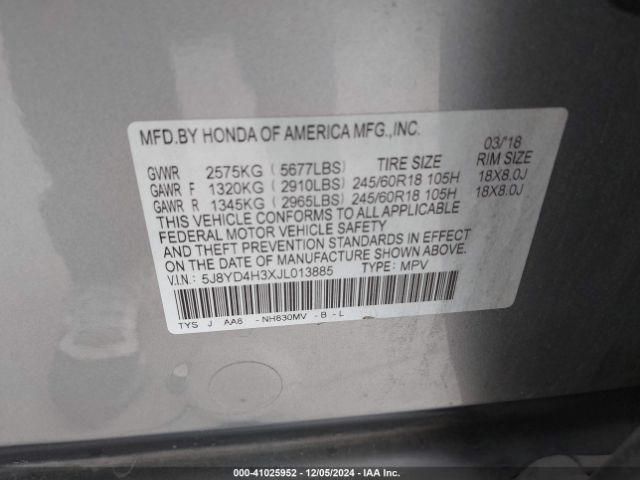 MFD.BY HONDA OF AMERICA MFG.,INC.
03/'18
GVWR 2575KG (5677LBS) TIRE SIZE RIM SIZE
GAWR F 1320KG (2910LBS) 245/60R18 105H 18X8.0J
GAWR R 1345KG (2965LBS) 245/60R18 105H 18X8.0J
THIS VEHICLE CONFORMS TO ALL APPLICABLE
FEDERAL MOTOR VEHICLE SAFETY
AND THEFT PREVENTION STANDARDS IN EFFECT
ON THE DATE OF MANUFACTURE SHOWN ABOVE.
V.I.N.: 5J8YD4H3XJL013885 TYPE: MPV
TYS J AA6 -NH830MV -B-L
000-41025952 - 12/05/2024 - IAA Inc.